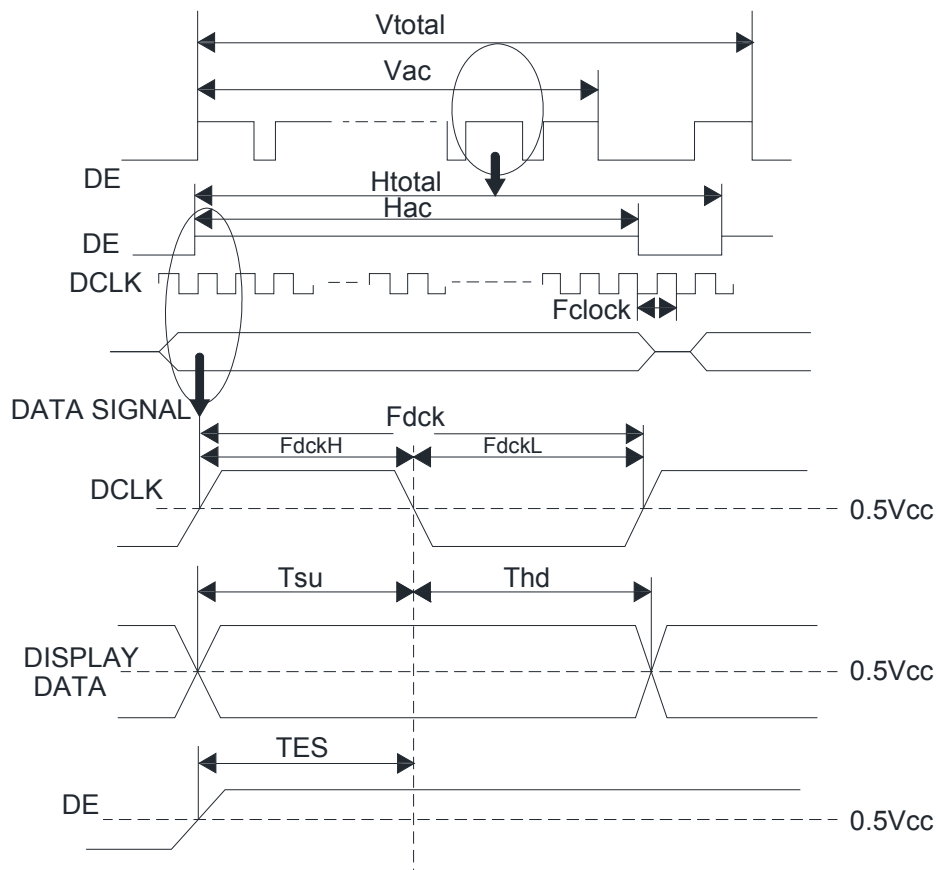 Vtotal
Vac
DE
Htotal
Hac
DE
DCLK
Fclock
DATA SIGNAL
Fdck
FdckH
FdckL
DCLK
0.5Vcc
Tsu
Thd
DISPLAY
DATA
0.5Vcc
TES
DE
0.5Vcc